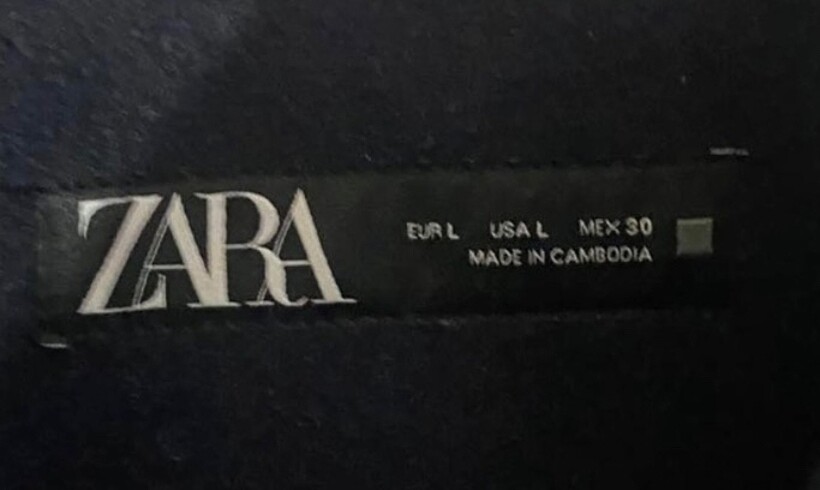 ZARA
EUR L USA L MEX 30
MADE IN CAMBODIA